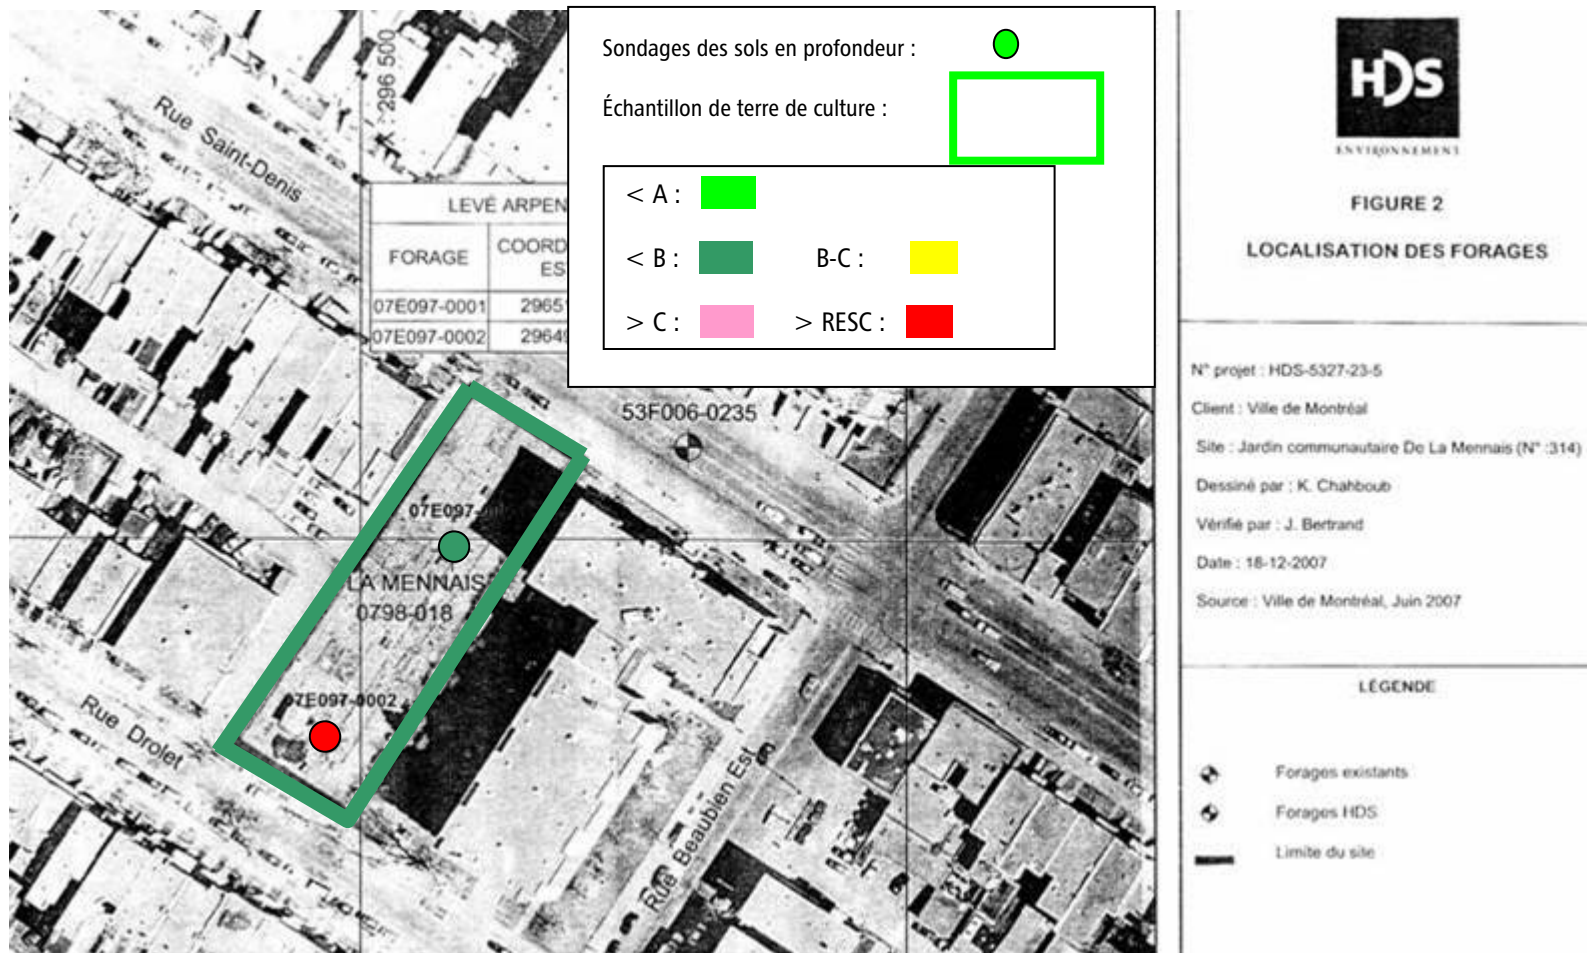 Sondages des sols en profondeur :
Échantillon de terre de culture :
< A :
< B :
B-C :
> C :
> RESC :
296 500
Rue Saint-Denis
LEVÉ ARPEN
FORAGE
COORD
ES
07E097-0001
2965
07E097-0002
2964
53F006-0235
07E097-
LA MENNAIS
0798-018
07E097-0002
Rue Drolet
Rue Beaubien Est
HDS
ENVIRONNEMENT
FIGURE 2
LOCALISATION DES FORAGES
N° projet : HDS-5327-23-5
Client : Ville de Montréal
Site : Jardin communautaire De La Mennais (N° :314)
Dessiné par : K. Chahboub
Vérifié par : J. Bertrand
Date : 18-12-2007
Source : Ville de Montréal, Juin 2007
LÉGENDE
Forages existants
Forages HDS
Limite du site